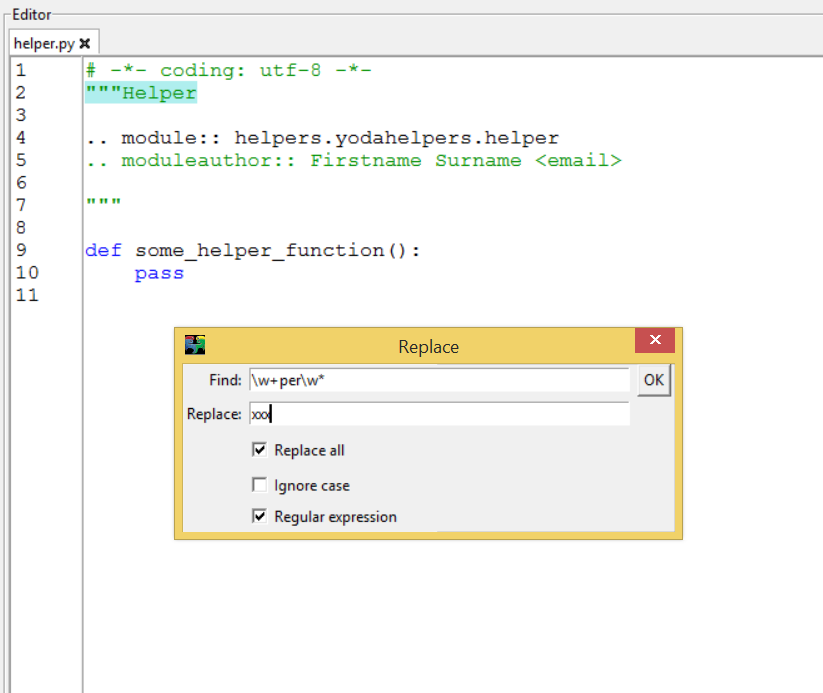 Editor
helper.py
1 # -*- coding: utf-8 -*-
2 """Helper
3
4 .. module:: helpers.yodahelpers.helper
5 .. moduleauthor:: Firstname Surname <email>
6
7 """
8
9 def some_helper_function():
10     pass
11
Replace
Find: \w+per\w* OK
Replace: xxx
Replace all
Ignore case
Regular expression